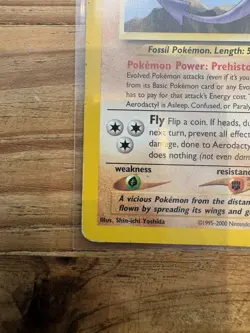 Fossil Pokémon. Length: 5
Pokémon Power: Prehisto
Evolved Pokémon attacks (even if it's you
from its Basic Pokémon card or any Evol
has to pay for that attack's Energy cost.
Aerodactyl is Asleep, Confused, or Paraly
Fly Flip a coin. If heads, du
next turn, prevent all effect
damage, done to Aerodacty
does nothing (not even dam
weakness
resistan
A vicious Pokémon from the distan
flown by spreading its wings and g
Illus. Shin-ichi Yoshida
©1995-2000 Nintendo